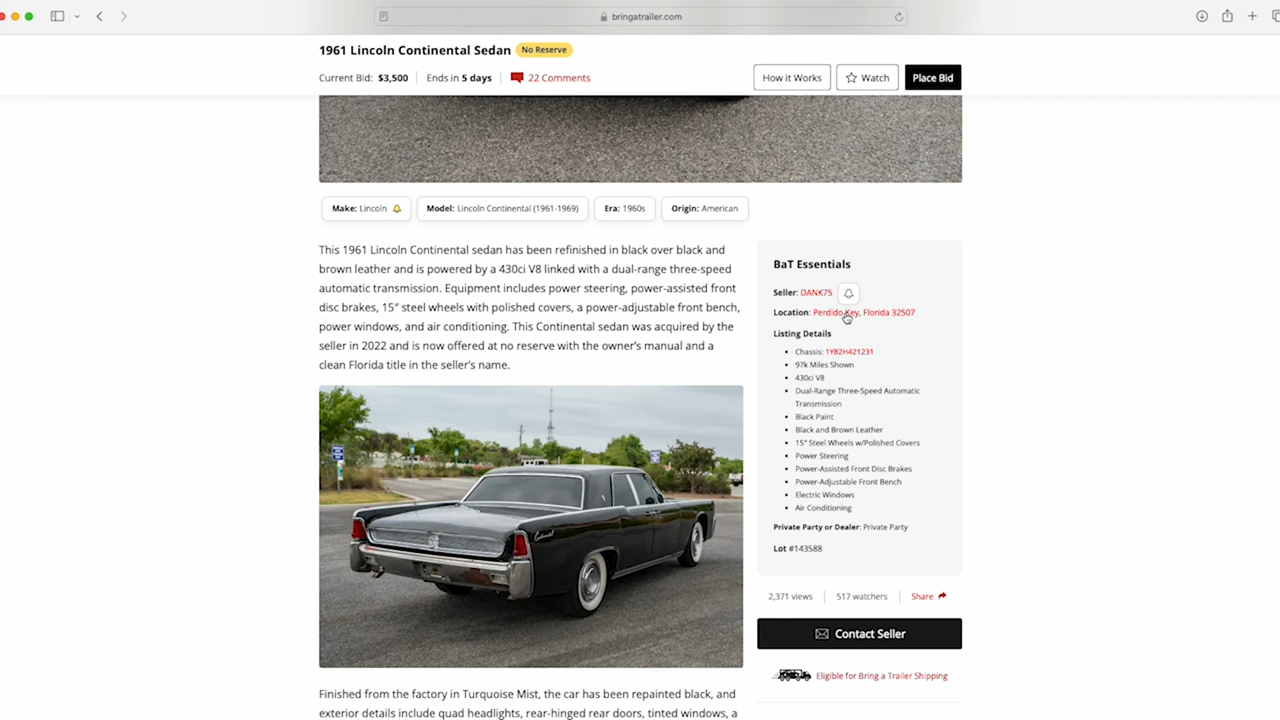 bringatrailer.com
1961 Lincoln Continental Sedan No Reserve
Current Bid: $3,500 Ends in 5 days 22 Comments
How it Works Watch Place Bid
Make: Lincoln Model: Lincoln Continental (1961-1969) Era: 1960s Origin: American
This 1961 Lincoln Continental sedan has been refinished in black over black and
brown leather and is powered by a 430ci V8 linked with a dual-range three-speed
automatic transmission. Equipment includes power steering, power-assisted front
disc brakes, 15″ steel wheels with polished covers, a power-adjustable front bench,
power windows, and air conditioning. This Continental sedan was acquired by the
seller in 2022 and is now offered at no reserve with the owner’s manual and a
clean Florida title in the seller’s name.
Finished from the factory in Turquoise Mist, the car has been repainted black, and
exterior details include quad headlights, rear-hinged rear doors, tinted windows, a
BaT Essentials
Seller: DANK75
Location: Perdido Key, Florida 32507
Listing Details
Chassis: 1Y82H421231
97k Miles Shown
430ci V8
Dual-Range Three-Speed Automatic
Transmission
Black Paint
Black and Brown Leather
15″ Steel Wheels w/Polished Covers
Power Steering
Power-Assisted Front Disc Brakes
Power-Adjustable Front Bench
Electric Windows
Air Conditioning
Private Party or Dealer: Private Party
Lot #143588
2,371 views 517 watchers Share
Contact Seller
Eligible for Bring a Trailer Shipping